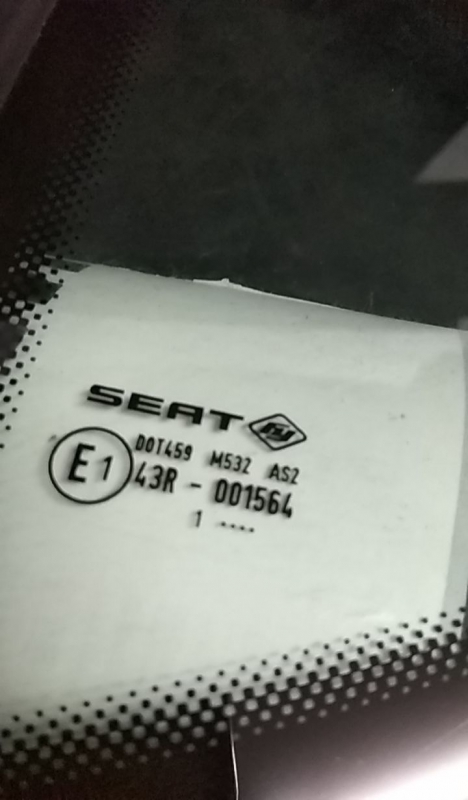 SEAT
DOT459 M532 AS2
E1 43R - 001564
1 ····